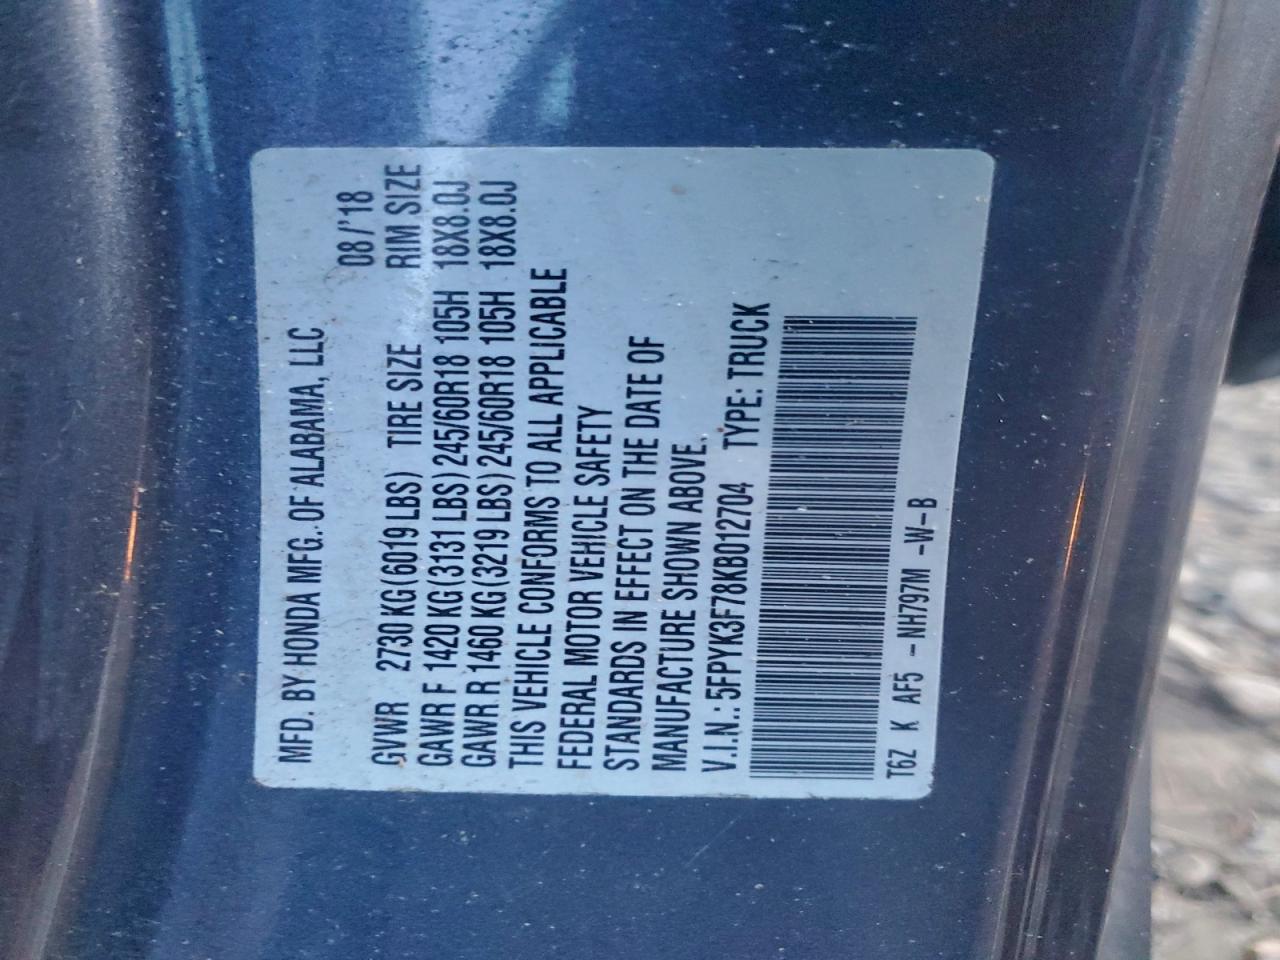 MFD. BY HONDA MFG. OF ALABAMA, LLC
08/'18
GVWR 2730 KG(6019 LBS) TIRE SIZE RIM SIZE
GAWR F 1420 KG(3131 LBS) 245/60R18 105H 18X8.0J
GAWR R 1460 KG(3219 LBS) 245/60R18 105H 18X8.0J
THIS VEHICLE CONFORMS TO ALL APPLICABLE
FEDERAL MOTOR VEHICLE SAFETY
STANDARDS IN EFFECT ON THE DATE OF
MANUFACTURE SHOWN ABOVE.
V.I.N.: 5FPYK3F78KB012704 TYPE: TRUCK
T6Z K AF5 -NH797M -W-B